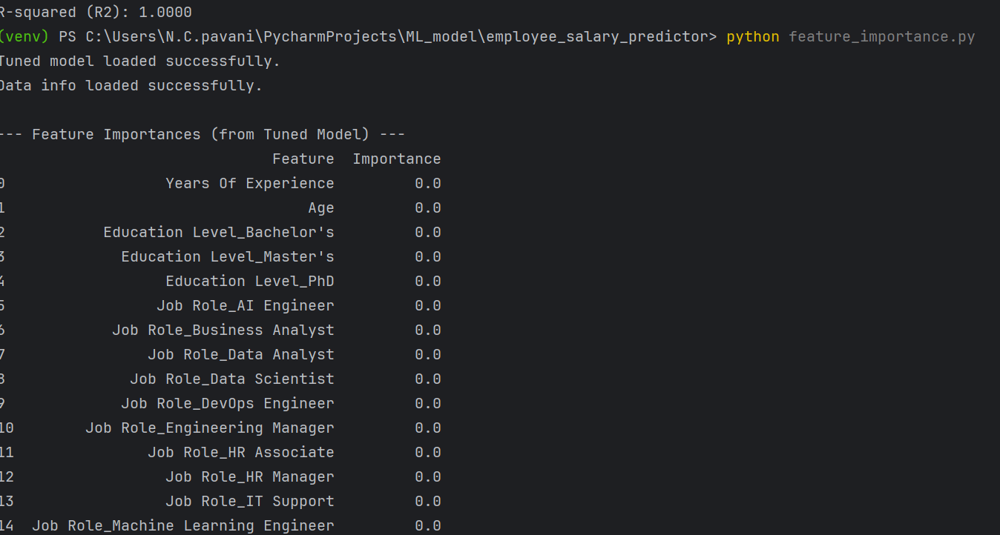 R-squared (R2): 1.0000
(venv) PS C:\Users\N.C.pavani\PycharmProjects\ML_model\employee_salary_predictor> python feature_importance.py
Tuned model loaded successfully.
Data info loaded successfully.
--- Feature Importances (from Tuned Model) ---
Feature Importance
0 Years Of Experience 0.0
1 Age 0.0
2 Education Level_Bachelor's 0.0
3 Education Level_Master's 0.0
4 Education Level_PhD 0.0
5 Job Role_AI Engineer 0.0
6 Job Role_Business Analyst 0.0
7 Job Role_Data Analyst 0.0
8 Job Role_Data Scientist 0.0
9 Job Role_DevOps Engineer 0.0
10 Job Role_Engineering Manager 0.0
11 Job Role_HR Associate 0.0
12 Job Role_HR Manager 0.0
13 Job Role_IT Support 0.0
14 Job Role_Machine Learning Engineer 0.0